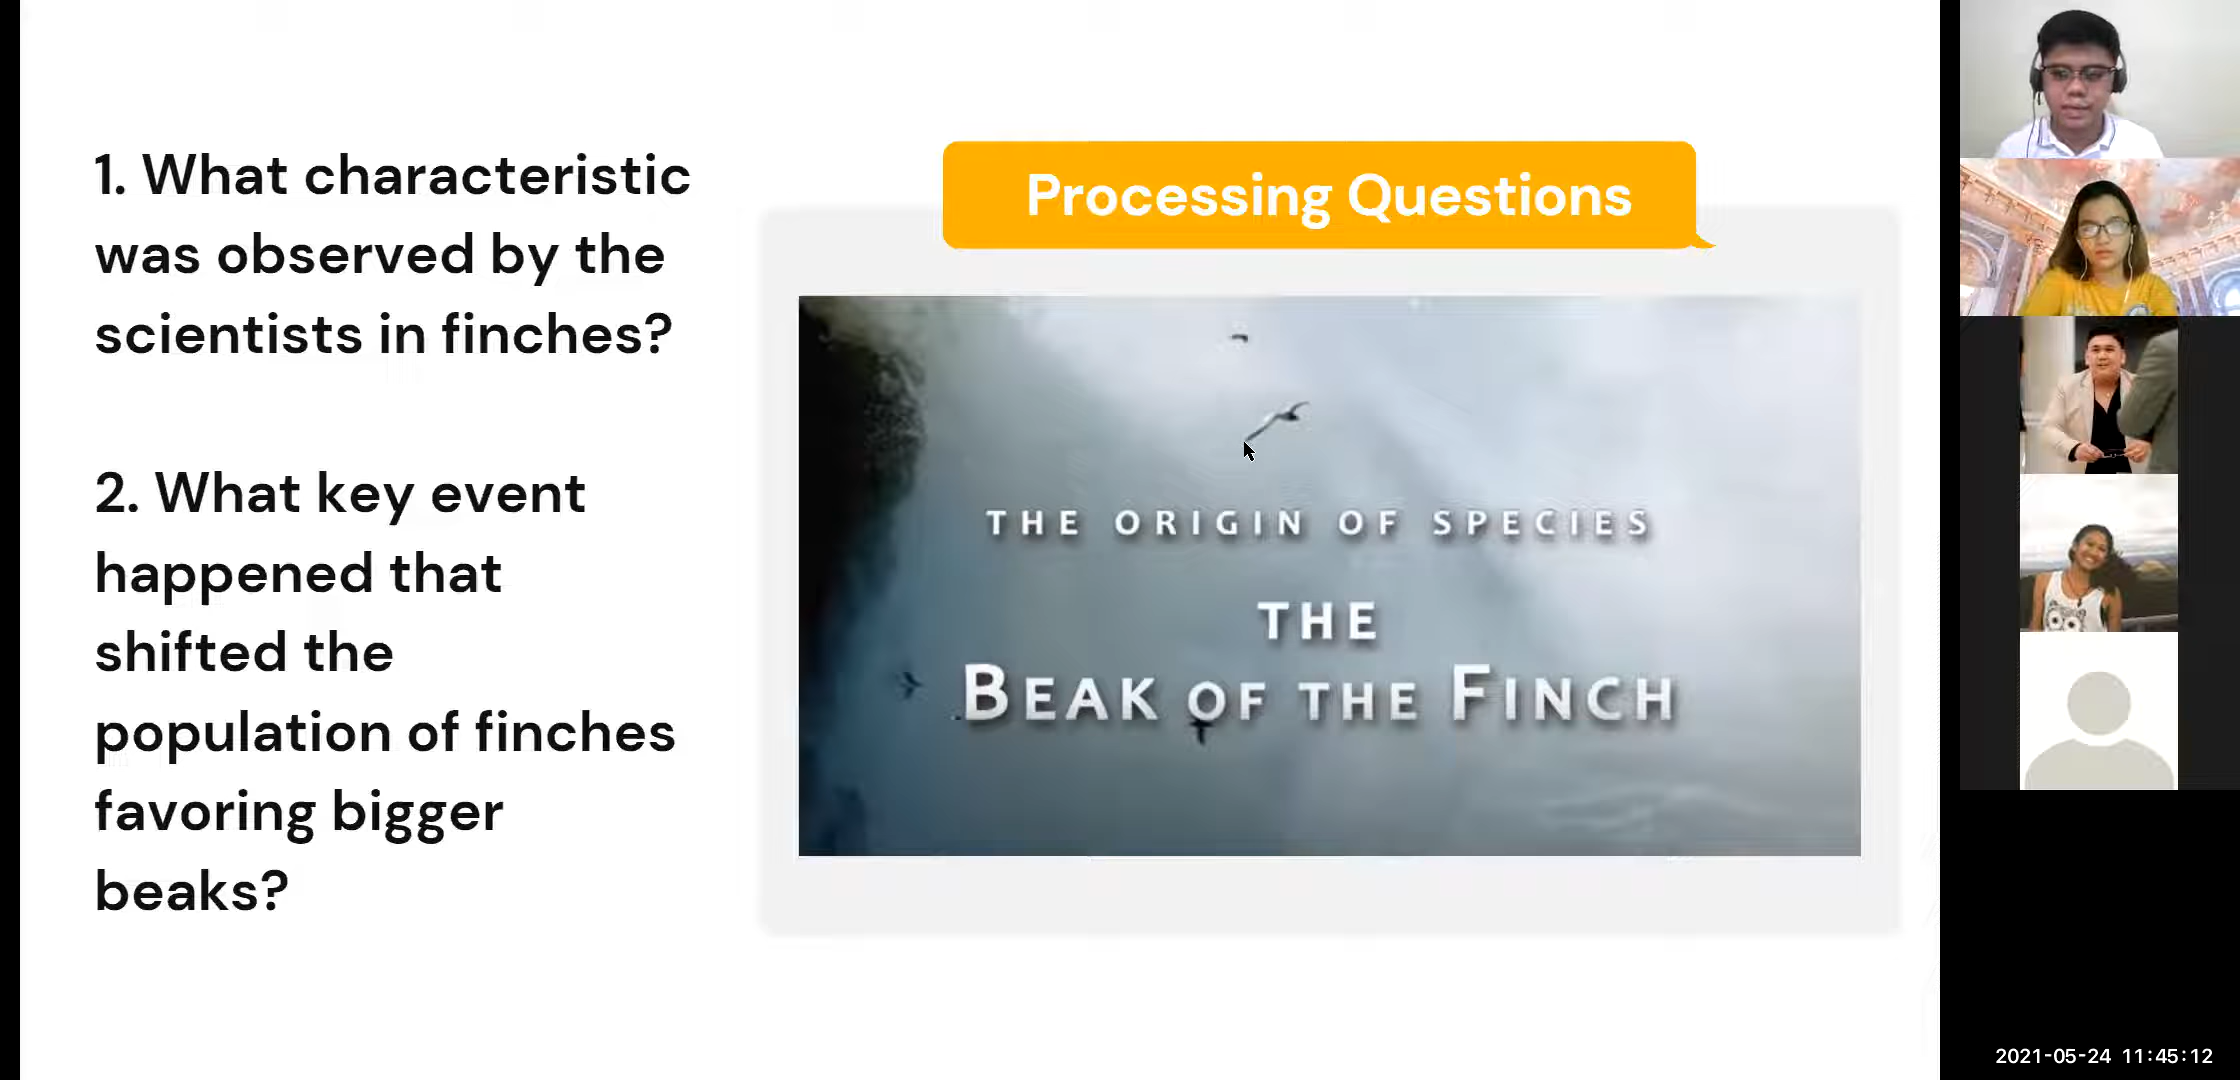 1. What characteristic
was observed by the
scientists in finches?
2. What key event
happened that
shifted the
population of finches
favoring bigger
beaks?
Processing Questions
THE ORIGIN OF SPECIES
THE
BEAK OF THE FINCH
2021-05-24 11:45:12